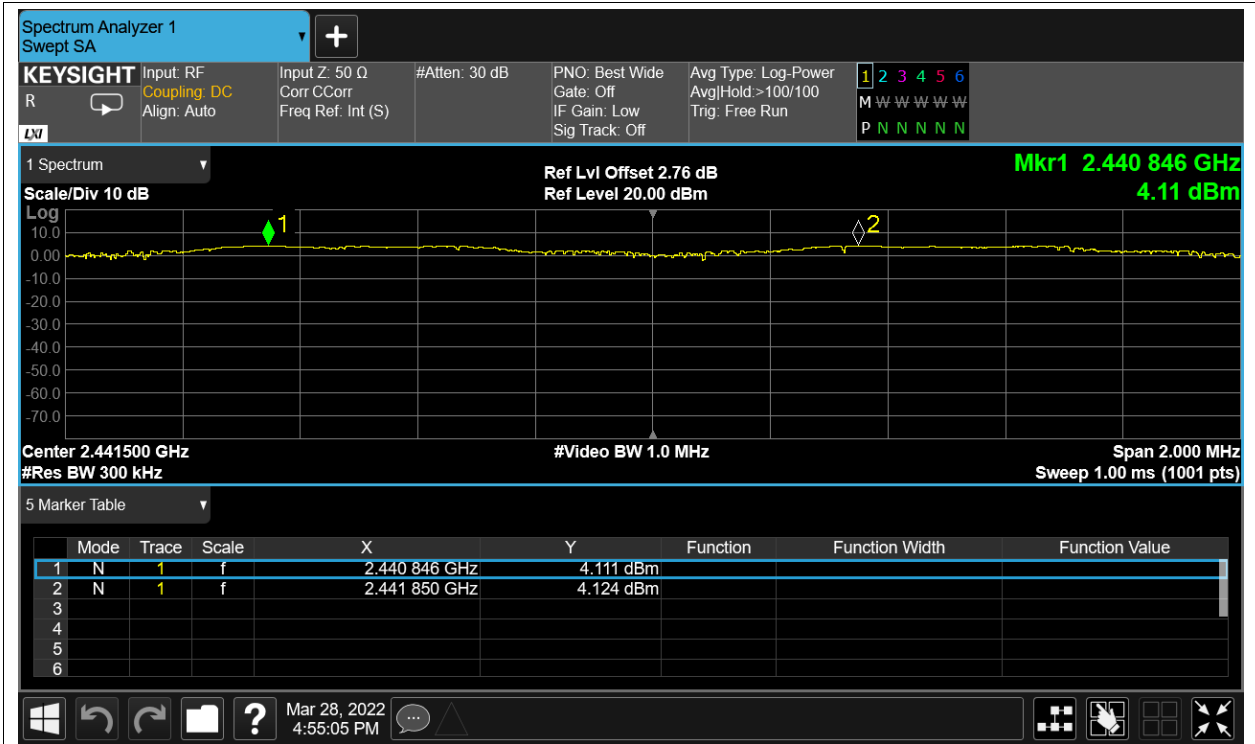 Spectrum Analyzer 1
Swept SA
KEYSIGHT
R
LXI
Input: RF
Coupling: DC
Align: Auto
Input Z: 50 Ω
Corr CCorr
Freq Ref: Int (S)
#Atten: 30 dB
PNO: Best Wide
Gate: Off
IF Gain: Low
Sig Track: Off
Avg Type: Log-Power
Avg|Hold:>100/100
Trig: Free Run
1 2 3 4 5 6
M W W W W W
P N N N N N
1 Spectrum
Scale/Div 10 dB
Ref Lvl Offset 2.76 dB
Ref Level 20.00 dBm
Mkr1 2.440 846 GHz
4.11 dBm
Log
10.0
0.00
-10.0
-20.0
-30.0
-40.0
-50.0
-60.0
-70.0
1
2
Center 2.441500 GHz
#Res BW 300 kHz
#Video BW 1.0 MHz
Span 2.000 MHz
Sweep 1.00 ms (1001 pts)
5 Marker Table
Mode Trace Scale X Y Function Function Width Function Value
1 N 1 f 2.440 846 GHz 4.111 dBm
2 N 1 f 2.441 850 GHz 4.124 dBm
3
4
5
6
?
Mar 28, 2022
4:55:05 PM